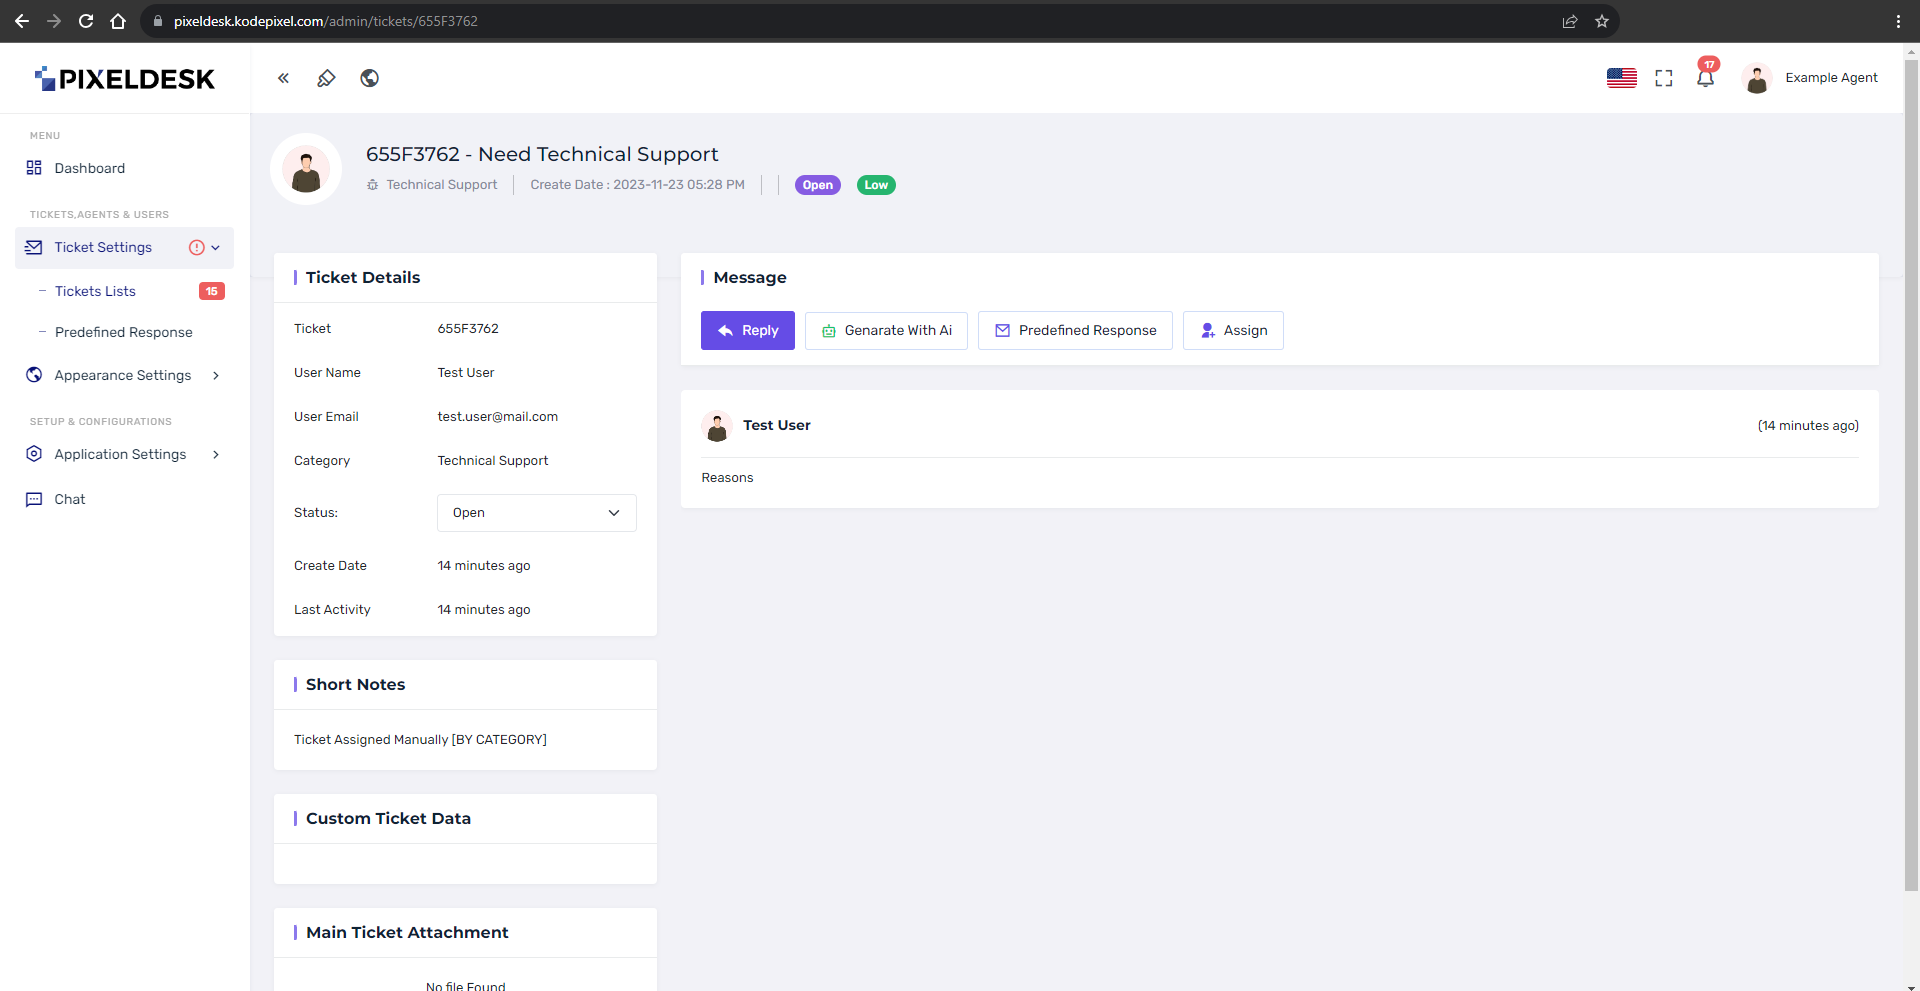 pixeldesk.kodepixel.com/admin/tickets/655F3762
PIXELDESK
17
Example Agent
MENU
Dashboard
TICKETS,AGENTS & USERS
Ticket Settings
Tickets Lists 15
Predefined Response
Appearance Settings
SETUP & CONFIGURATIONS
Application Settings
Chat
655F3762 - Need Technical Support
Technical Support Create Date : 2023-11-23 05:28 PM Open Low
Ticket Details
Ticket 655F3762
User Name Test User
User Email test.user@mail.com
Category Technical Support
Status: Open
Create Date 14 minutes ago
Last Activity 14 minutes ago
Short Notes
Ticket Assigned Manually [BY CATEGORY]
Custom Ticket Data
Main Ticket Attachment
No file Found
Message
Reply Genarate With Ai Predefined Response Assign
Test User (14 minutes ago)
Reasons